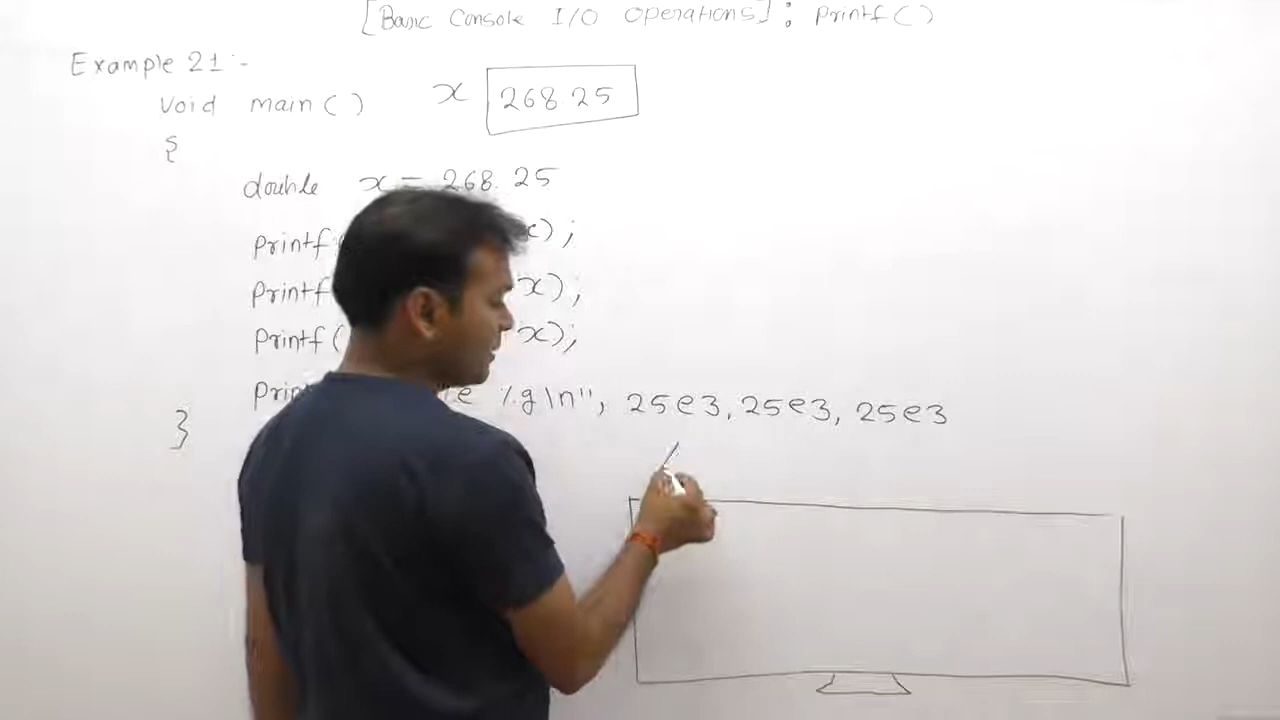 [Basic Console I/O Operations] : printf()
Example 21 :-
void main()
x 268.25
{
double x = 268.25
printf x);
printf x);
printf( x);
%g\n", 25e3, 25e3, 25e3
}